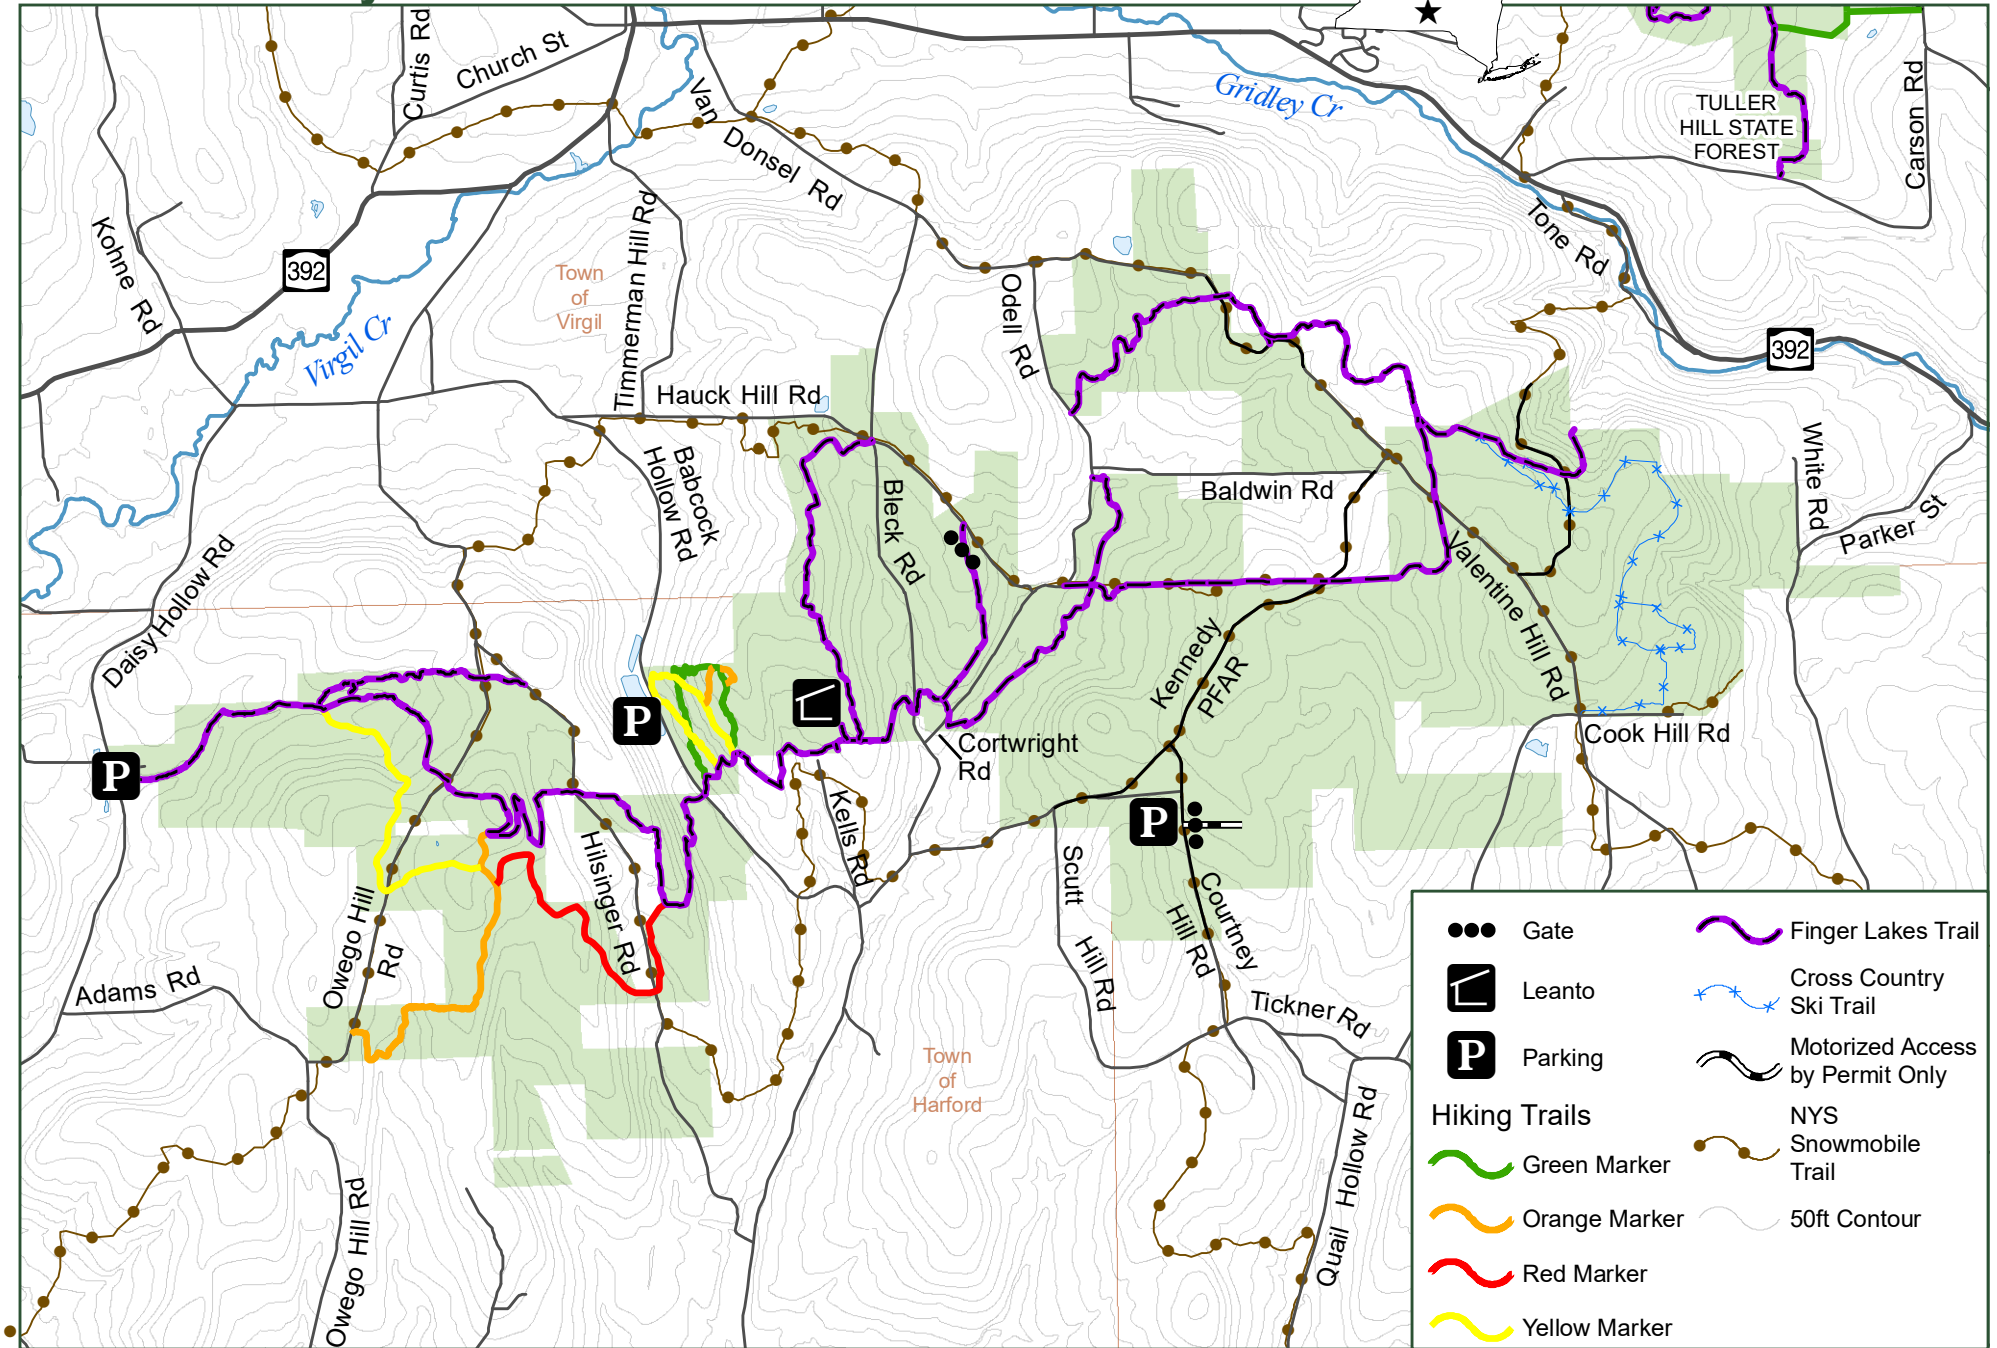 Curtis Rd
Church St
Van Donsel Rd
Gridley Cr
TULLER
HILL STATE
FOREST
Carson Rd
Kohne Rd
392
Virgil Cr
Town
of
Virgil
Timmerman Hill Rd
Odell Rd
Tone Rd
392
Hauck Hill Rd
Babcock
Hollow Rd
Bleck Rd
Baldwin Rd
White Rd
Parker St
Daisy Hollow Rd
Valentine Hill Rd
Kennedy
PFAR
P
P
Cortwright
Rd
Cook Hill Rd
P
Kells Rd
Hilsinger Rd
Scutt
Hill Rd
Courtney
Hill Rd
Owego Hill
Rd
Adams Rd
Tickner Rd
Town
of
Harford
Quail Hollow Rd
Owego Hill Rd
Gate
Leanto
P
Parking
Hiking Trails
Green Marker
Orange Marker
Red Marker
Yellow Marker
Finger Lakes Trail
Cross Country
Ski Trail
Motorized Access
by Permit Only
NYS
Snowmobile
Trail
50ft Contour